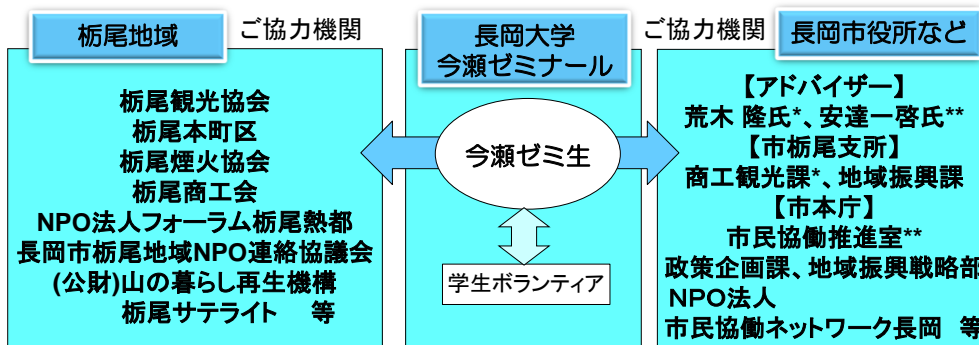 栃尾地域
ご協力機関
栃尾観光協会
栃尾本町区
栃尾煙火協会
栃尾商工会
NPO法人フォーラム栃尾熱都
長岡市栃尾地域NPO連絡協議会
(公財)山の暮らし再生機構
栃尾サテライト 等
長岡大学
今瀬ゼミナール
今瀬ゼミ生
学生ボランティア
ご協力機関
長岡市役所など
【アドバイザー】
荒木 隆氏*、安達一啓氏**
【市栃尾支所】
商工観光課*、地域振興課
【市本庁】
市民協働推進室**
政策企画課、地域振興戦略部
NPO法人
市民協働ネットワーク長岡 等